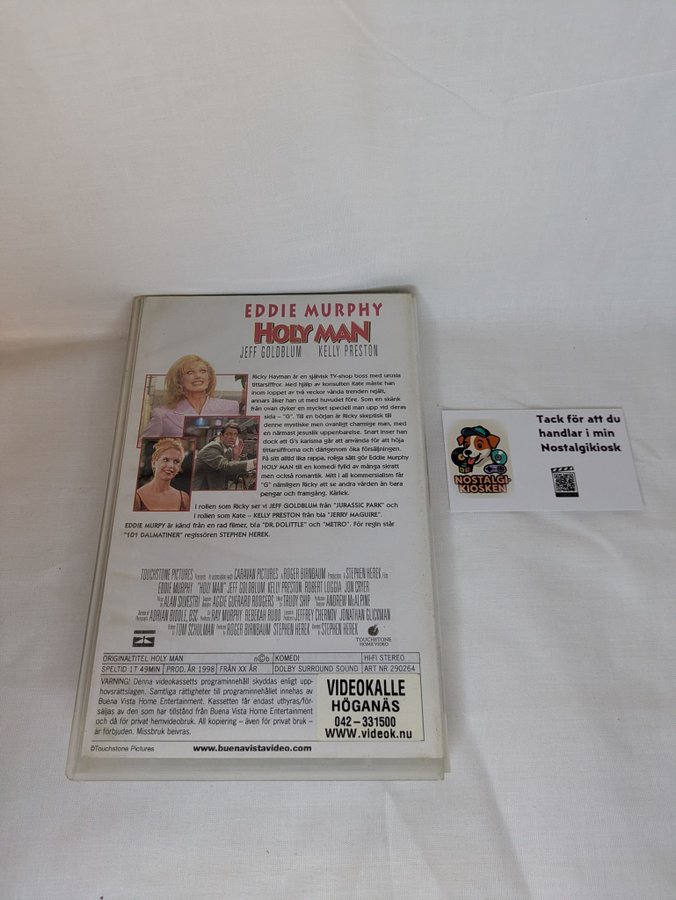 EDDIE MURPHY
HOLY MAN
JEFF GOLDBLUM KELLY PRESTON
Ricky Hayman är en självisk TV-shop boss med urusla
tittarsiffror. Med hjälp av konsulten Kate måste han
inom loppet av två veckor vända trenden rejält,
annars åker han ut med huvudet före. Som en skänk
från ovan dyker en mycket speciell man upp vid deras
sida – "G". Till en början är Ricky skeptisk till
denne mystiske men ovanligt charmige man, med
en närmast jesuslik uppenbarelse. Snart inser han
dock att G's karisma går att använda för att höja
tittarsiffrorna och därigenom öka försäljningen.
På sitt alltid lika rappa, roliga sätt gör Eddie Murphy
HOLY MAN till en komedi fylld av många skratt
men också romantik. Mitt i all kommersialism får
"G" nämligen Ricky att se andra värden än bara
pengar och framgång. Kärlek.
I rollen som Ricky ser vi JEFF GOLDBLUM från "JURASSIC PARK" och
i rollen som Kate – KELLY PRESTON från bla "JERRY MAGUIRE".
EDDIE MURPY är känd från en rad filmer, bla "DR.DOLITTLE" och "METRO". För regin står
"101 DALMATINER" regissören STEPHEN HEREK.
TOUCHSTONE PICTURES Presents In association with CARAVAN PICTURES A ROGER BIRNBAUM Production A STEPHEN HEREK Film
EDDIE MURPHY "HOLY MAN" JEFF GOLDBLUM KELLY PRESTON ROBERT LOGGIA JON CRYER
ALAN SILVESTRI AGGIE GUERARD RODGERS TRUDY SHIP ANDREW McALPINE
ADRIAN BIDDLE, BSC RAY MURPHY REBEKAH RUDD JEFFREY CHERNOV JONATHAN GLICKMAN
TOM SCHULMAN ROGER BIRNBAUM STEPHEN HEREK STEPHEN HEREK
TOUCHSTONE
HOME VIDEO
ORIGINALTITEL HOLY MAN n©b KOMEDI HI-FI STEREO
SPELTID 1T 49MIN PROD. ÅR 1998 FRÅN XX ÅR DOLBY SURROUND SOUND ART NR 290264
VARNING! Denna videokassetts programinnehåll skyddas enligt upp-
hovsrättslagen. Samtliga rättigheter till programinnehållet innehas av
Buena Vista Home Entertainment. Kassetten får endast uthyras/för-
säljas av den som har tillstånd från Buena Vista Home Entertainment
och då för privat hemvideobruk. All kopiering – även för privat bruk –
är förbjuden. Missbruk beivras.
VIDEOKALLE
HÖGANÄS
042-331500
WWW.videok.nu
©Touchstone Pictures www.buenavistavideo.com
Tack för att du
handlar i min
Nostalgikiosk
NOSTALGI-
KIOSKEN